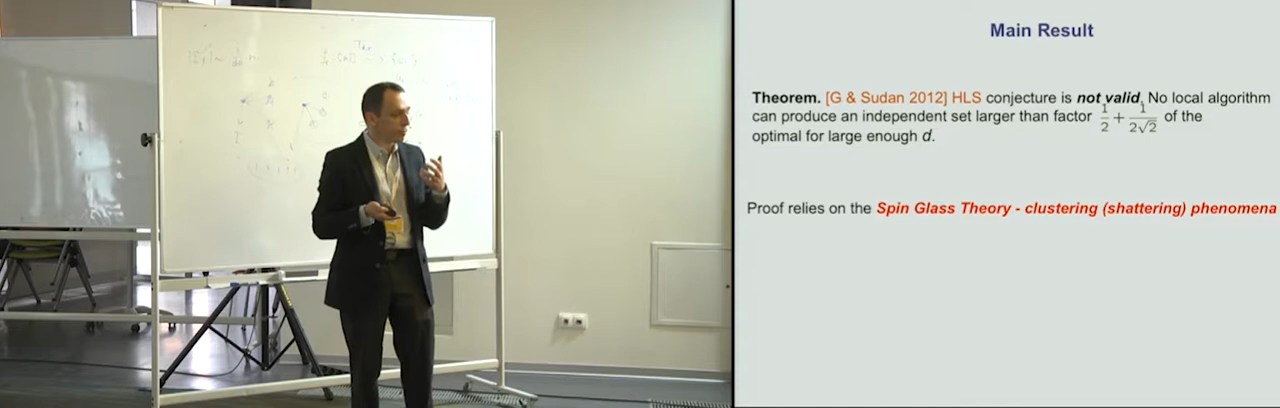 Main Result
Theorem. [G & Sudan 2012] HLS conjecture is not valid. No local algorithm
can produce an independent set larger than factor 1/2 + 1/(2√2) of the
optimal for large enough d.
Proof relies on the Spin Glass Theory - clustering (shattering) phenomena